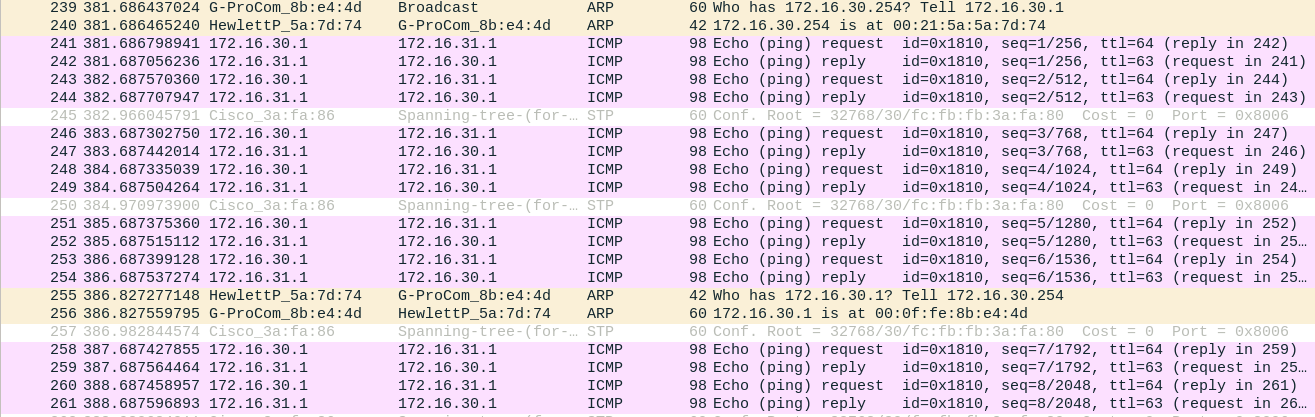 239 381.686437024 G-ProCom_8b:e4:4d Broadcast ARP 60 Who has 172.16.30.254? Tell 172.16.30.1
240 381.686465240 HewlettP_5a:7d:74 G-ProCom_8b:e4:4d ARP 42 172.16.30.254 is at 00:21:5a:5a:7d:74
241 381.686798941 172.16.30.1 172.16.31.1 ICMP 98 Echo (ping) request id=0x1810, seq=1/256, ttl=64 (reply in 242)
242 381.687056236 172.16.31.1 172.16.30.1 ICMP 98 Echo (ping) reply id=0x1810, seq=1/256, ttl=63 (request in 241)
243 382.687570360 172.16.30.1 172.16.31.1 ICMP 98 Echo (ping) request id=0x1810, seq=2/512, ttl=64 (reply in 244)
244 382.687707947 172.16.31.1 172.16.30.1 ICMP 98 Echo (ping) reply id=0x1810, seq=2/512, ttl=63 (request in 243)
245 382.966045791 Cisco_3a:fa:86 Spanning-tree-(for-… STP 60 Conf. Root = 32768/30/fc:fb:fb:3a:fa:80 Cost = 0 Port = 0x8006
246 383.687302750 172.16.30.1 172.16.31.1 ICMP 98 Echo (ping) request id=0x1810, seq=3/768, ttl=64 (reply in 247)
247 383.687442014 172.16.31.1 172.16.30.1 ICMP 98 Echo (ping) reply id=0x1810, seq=3/768, ttl=63 (request in 246)
248 384.687335039 172.16.30.1 172.16.31.1 ICMP 98 Echo (ping) request id=0x1810, seq=4/1024, ttl=64 (reply in 249)
249 384.687504264 172.16.31.1 172.16.30.1 ICMP 98 Echo (ping) reply id=0x1810, seq=4/1024, ttl=63 (request in 24…
250 384.970973900 Cisco_3a:fa:86 Spanning-tree-(for-… STP 60 Conf. Root = 32768/30/fc:fb:fb:3a:fa:80 Cost = 0 Port = 0x8006
251 385.687375360 172.16.30.1 172.16.31.1 ICMP 98 Echo (ping) request id=0x1810, seq=5/1280, ttl=64 (reply in 252)
252 385.687515112 172.16.31.1 172.16.30.1 ICMP 98 Echo (ping) reply id=0x1810, seq=5/1280, ttl=63 (request in 25…
253 386.687399128 172.16.30.1 172.16.31.1 ICMP 98 Echo (ping) request id=0x1810, seq=6/1536, ttl=64 (reply in 254)
254 386.687537274 172.16.31.1 172.16.30.1 ICMP 98 Echo (ping) reply id=0x1810, seq=6/1536, ttl=63 (request in 25…
255 386.827277148 HewlettP_5a:7d:74 G-ProCom_8b:e4:4d ARP 42 Who has 172.16.30.1? Tell 172.16.30.254
256 386.827559795 G-ProCom_8b:e4:4d HewlettP_5a:7d:74 ARP 60 172.16.30.1 is at 00:0f:fe:8b:e4:4d
257 386.982844574 Cisco_3a:fa:86 Spanning-tree-(for-… STP 60 Conf. Root = 32768/30/fc:fb:fb:3a:fa:80 Cost = 0 Port = 0x8006
258 387.687427855 172.16.30.1 172.16.31.1 ICMP 98 Echo (ping) request id=0x1810, seq=7/1792, ttl=64 (reply in 259)
259 387.687564464 172.16.31.1 172.16.30.1 ICMP 98 Echo (ping) reply id=0x1810, seq=7/1792, ttl=63 (request in 25…
260 388.687458957 172.16.30.1 172.16.31.1 ICMP 98 Echo (ping) request id=0x1810, seq=8/2048, ttl=64 (reply in 261)
261 388.687596893 172.16.31.1 172.16.30.1 ICMP 98 Echo (ping) reply id=0x1810, seq=8/2048, ttl=63 (request in 26…